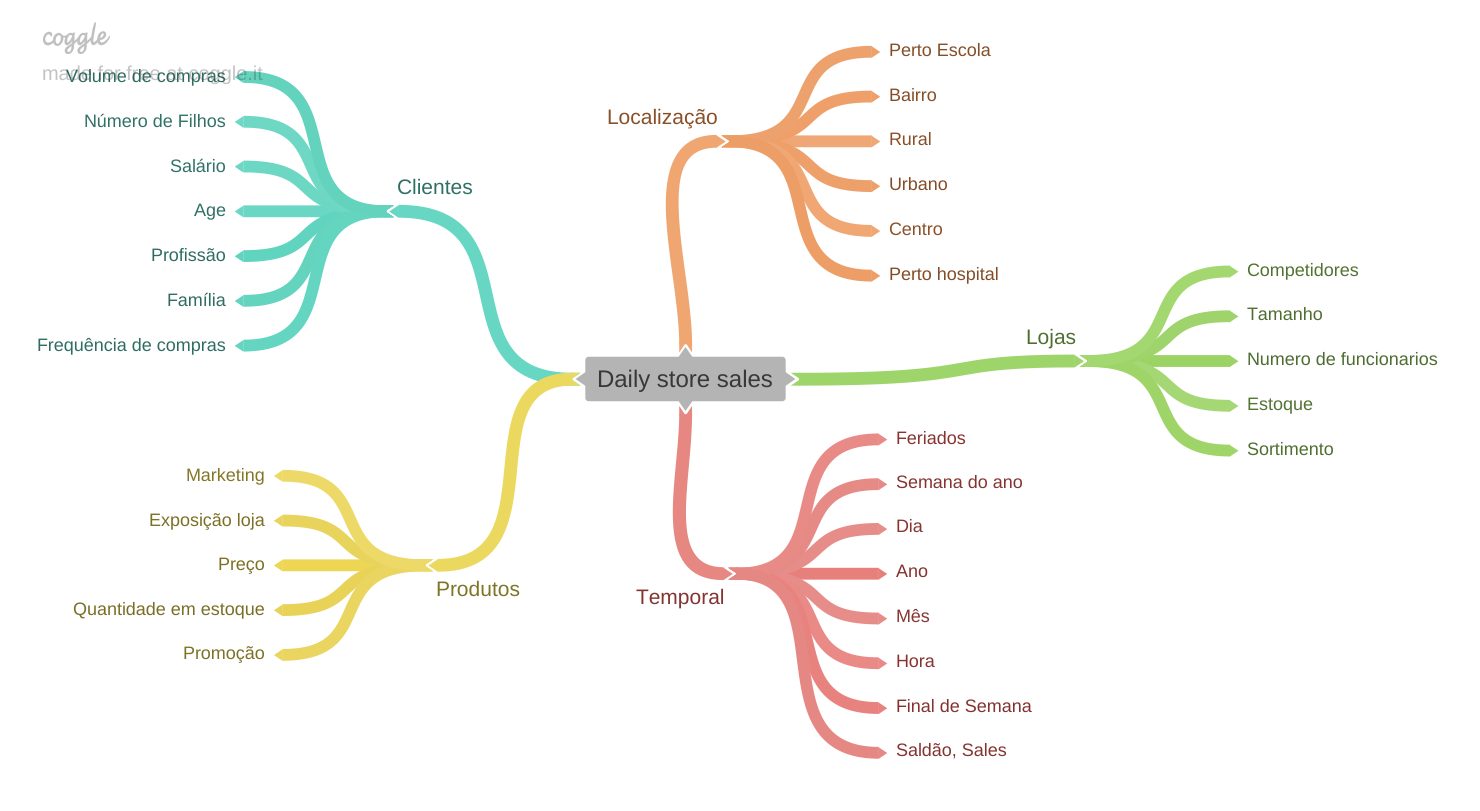 coggle
made for free at coggle.it
Volume de compras
Número de Filhos
Salário
Age
Profissão
Família
Frequência de compras
Clientes
Localização
Perto Escola
Bairro
Rural
Urbano
Centro
Perto hospital
Daily store sales
Lojas
Competidores
Tamanho
Numero de funcionarios
Estoque
Sortimento
Marketing
Exposição loja
Preço
Quantidade em estoque
Promoção
Produtos
Temporal
Feriados
Semana do ano
Dia
Ano
Mês
Hora
Final de Semana
Saldão, Sales